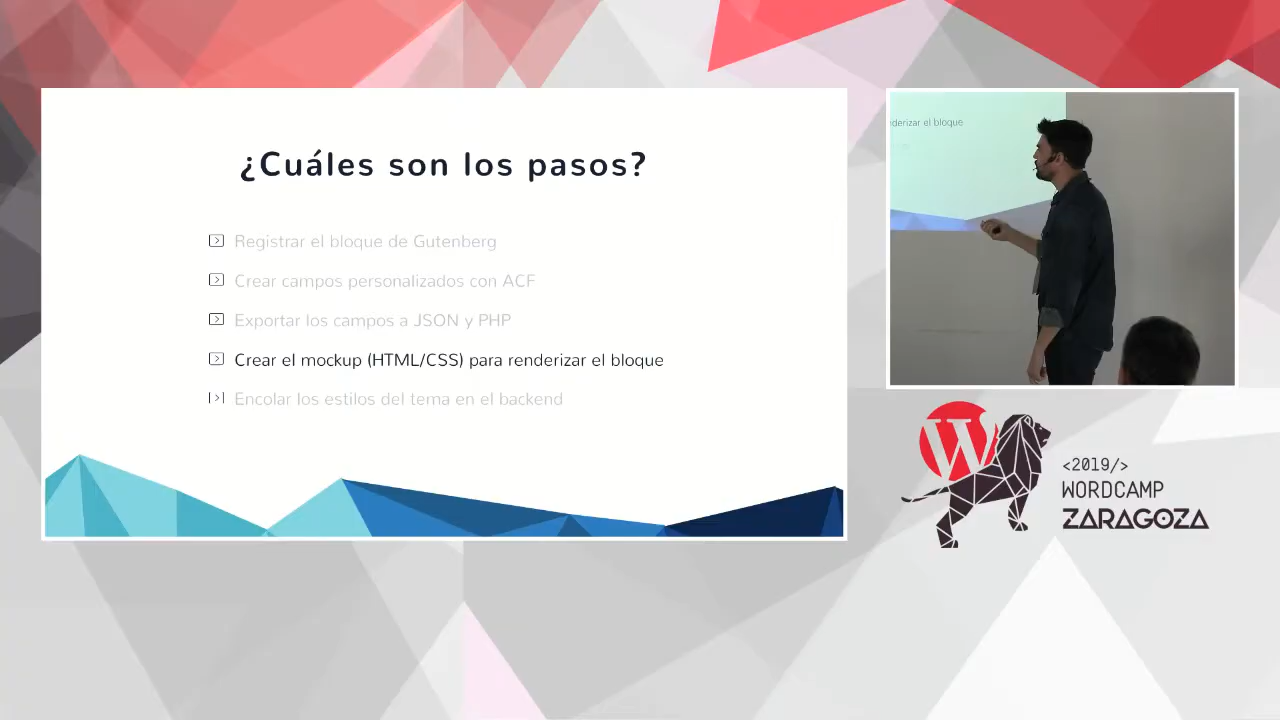 ¿Cuáles son los pasos?
Registrar el bloque de Gutenberg
Crear campos personalizados con ACF
Exportar los campos a JSON y PHP
Crear el mockup (HTML/CSS) para renderizar el bloque
Encolar los estilos del tema en el backend
derizar el bloque
W
<2019/>
WORDCAMP
ZARAGOZA